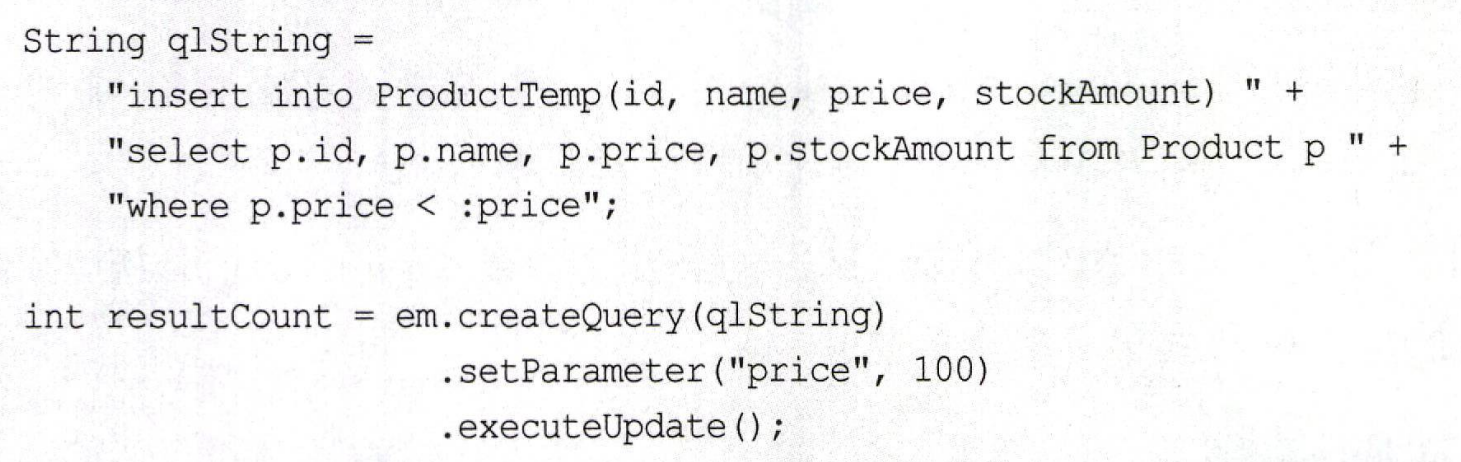 String qlString =
"insert into ProductTemp(id, name, price, stockAmount) " +
"select p.id, p.name, p.price, p.stockAmount from Product p " +
"where p.price < :price";
int resultCount = em.createQuery(qlString)
.setParameter("price", 100)
.executeUpdate();